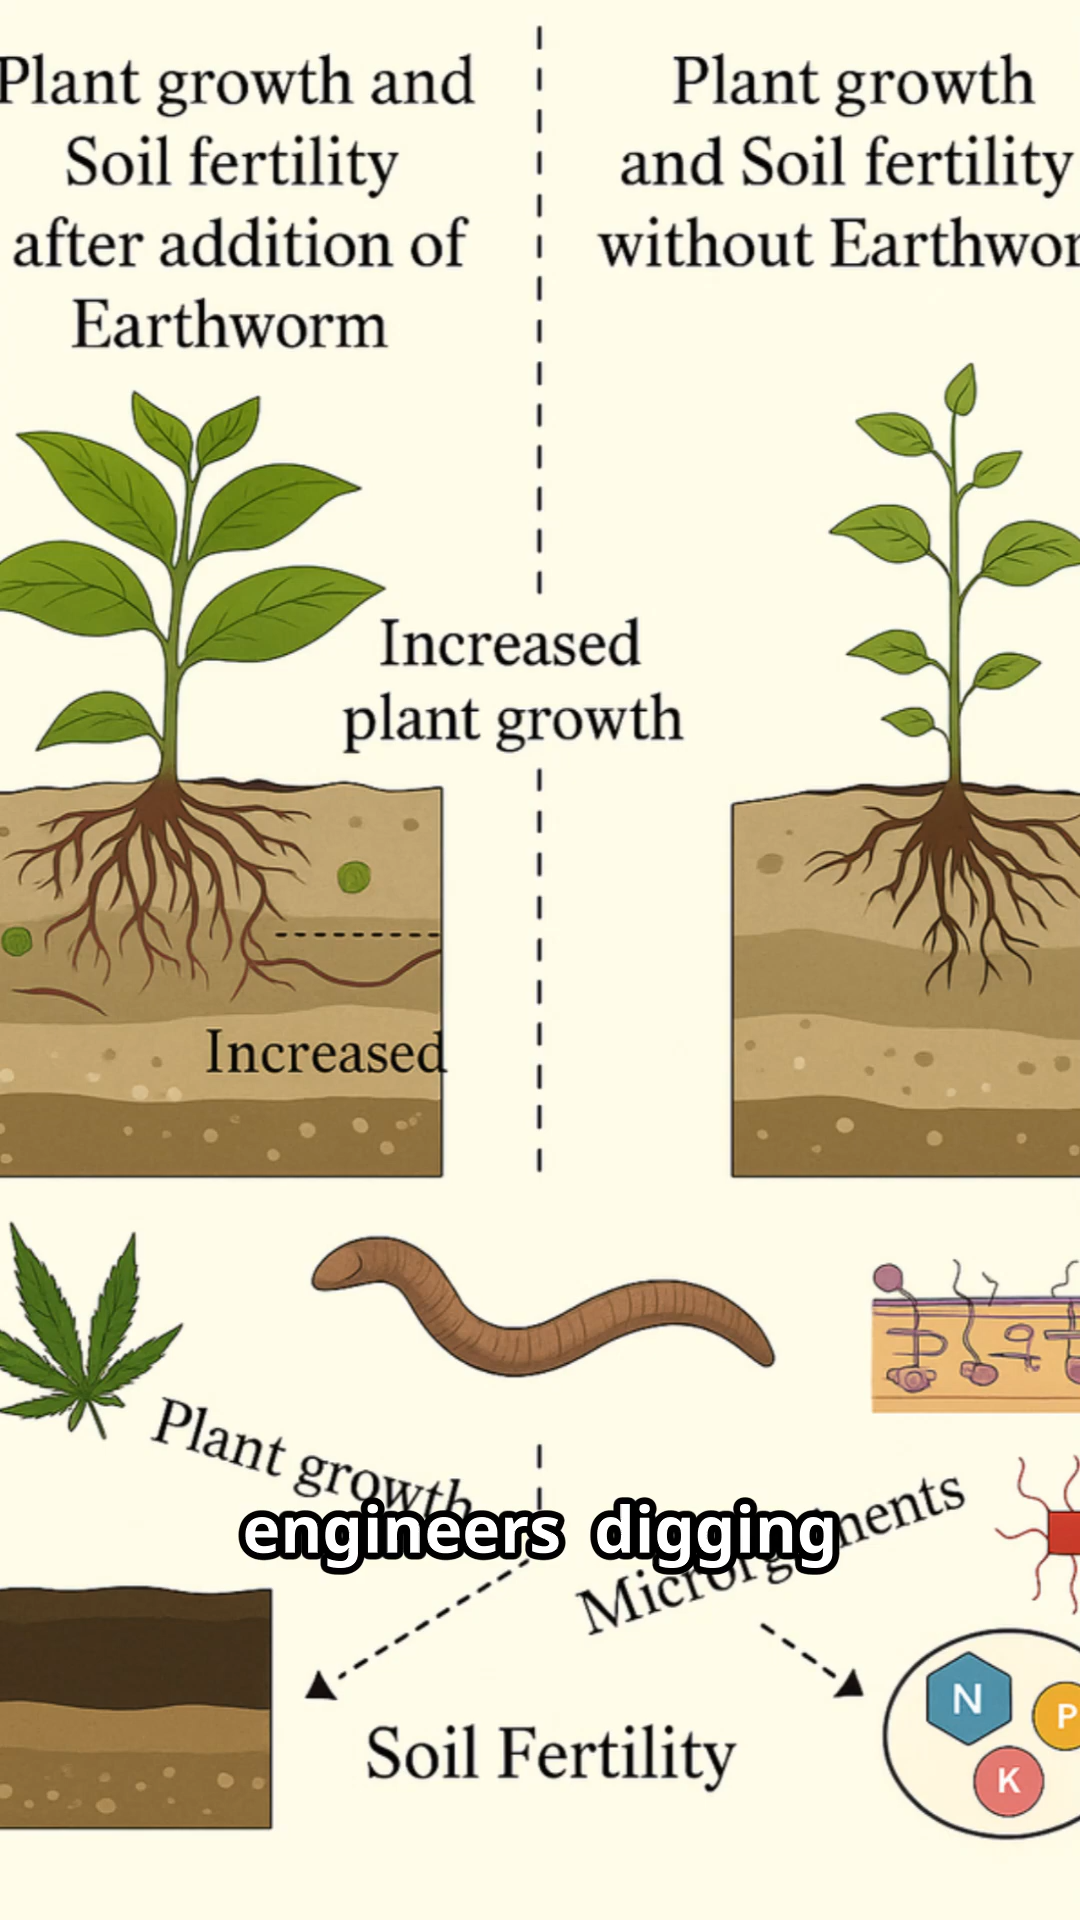 Plant growth and
Soil fertility
after addition of
Earthworm
Plant growth
and Soil fertility
without Earthwor
Increased
plant growth
Increased
Plant growth
engineers digging
Soil Fertility
N
P
K